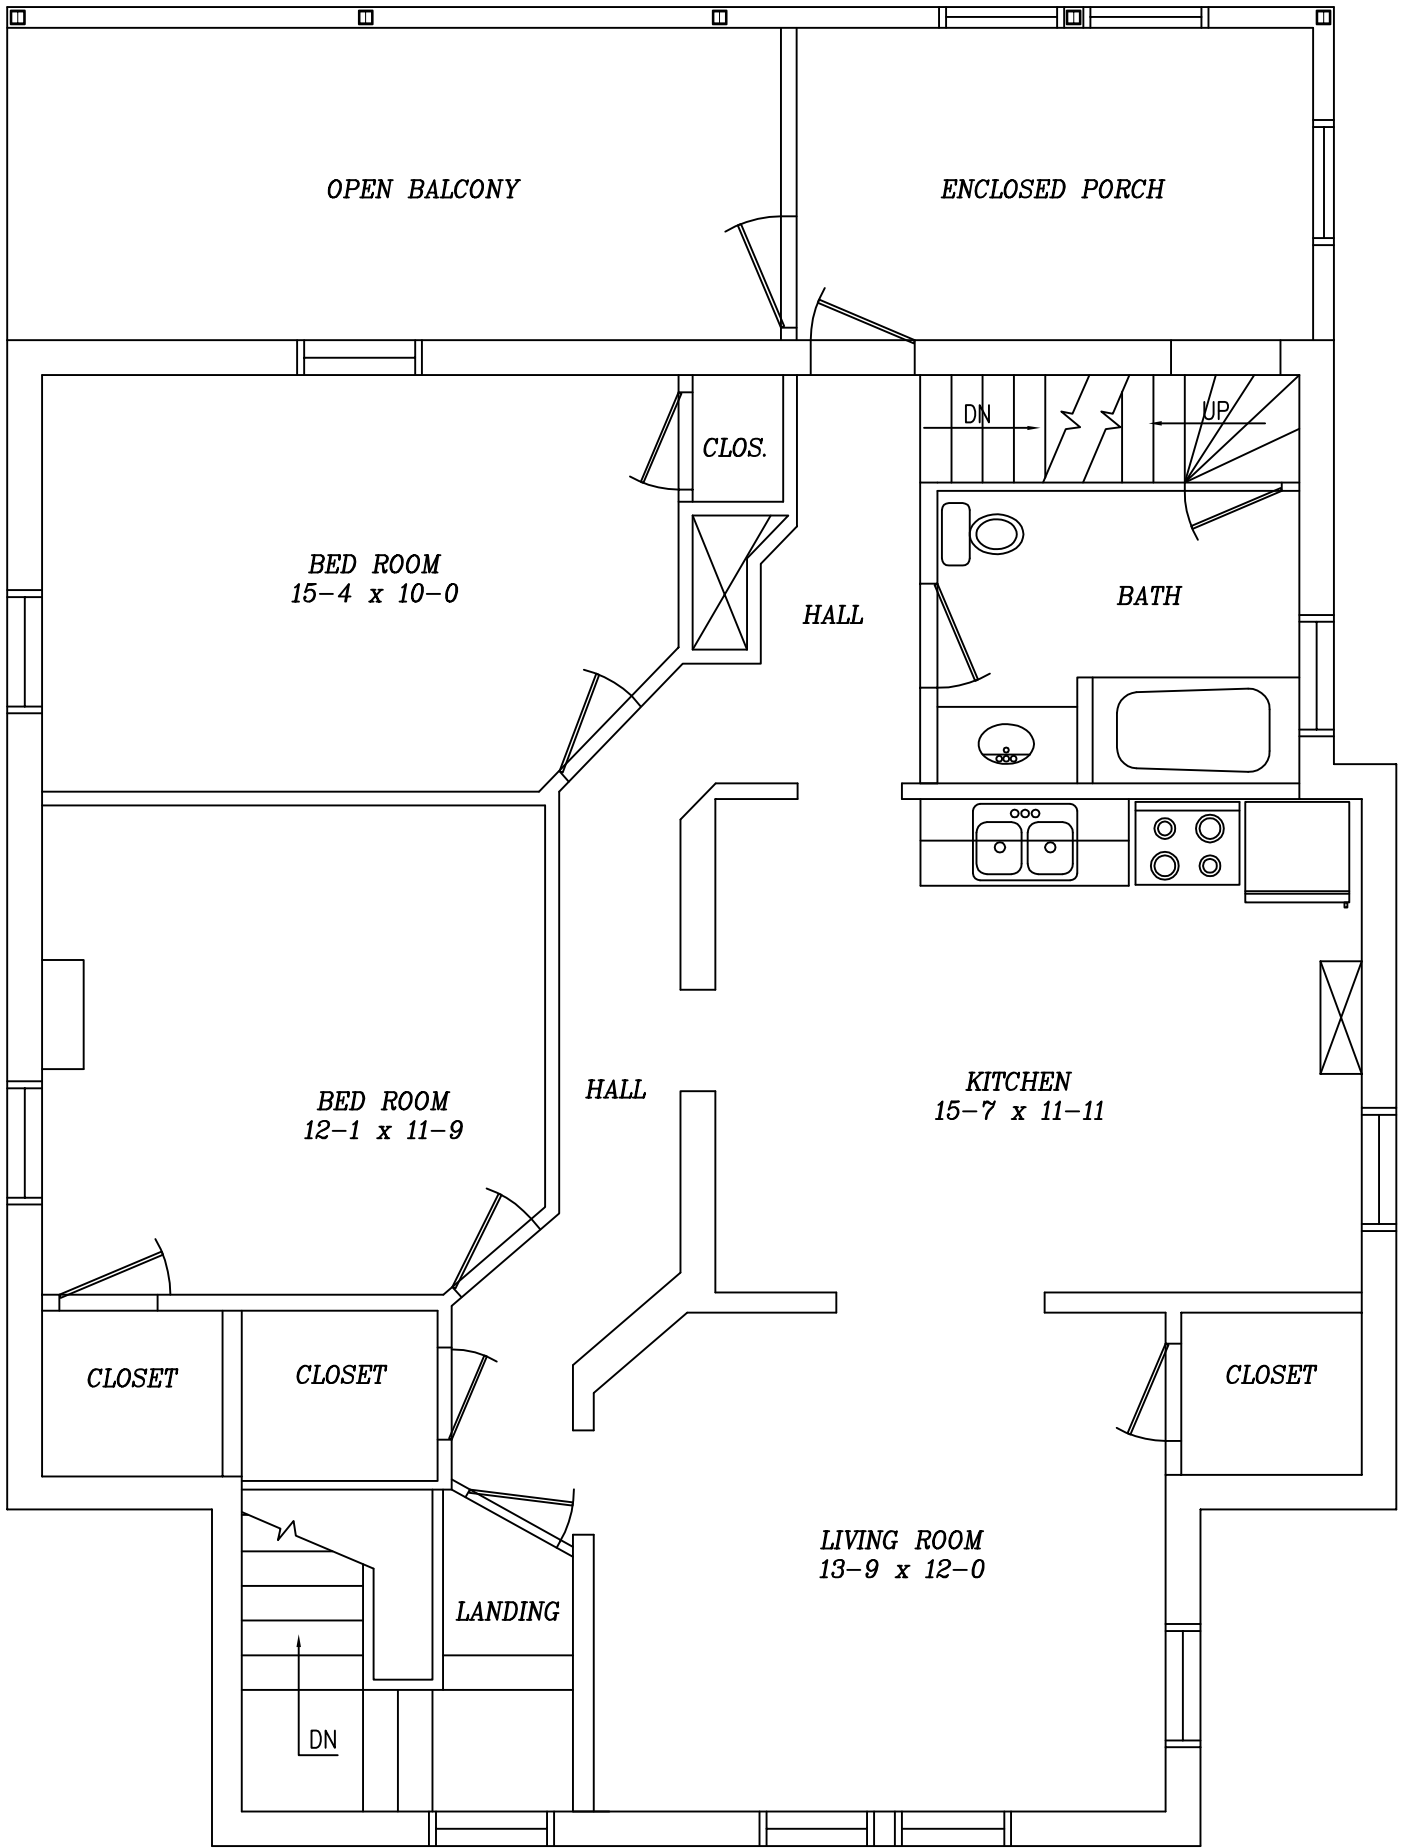 OPEN BALCONY
ENCLOSED PORCH
DN
UP
CLOS.
BED ROOM
15-4 x 10-0
HALL
BATH
BED ROOM
12-1 x 11-9
HALL
KITCHEN
15-7 x 11-11
CLOSET
CLOSET
CLOSET
LIVING ROOM
13-9 x 12-0
LANDING
DN